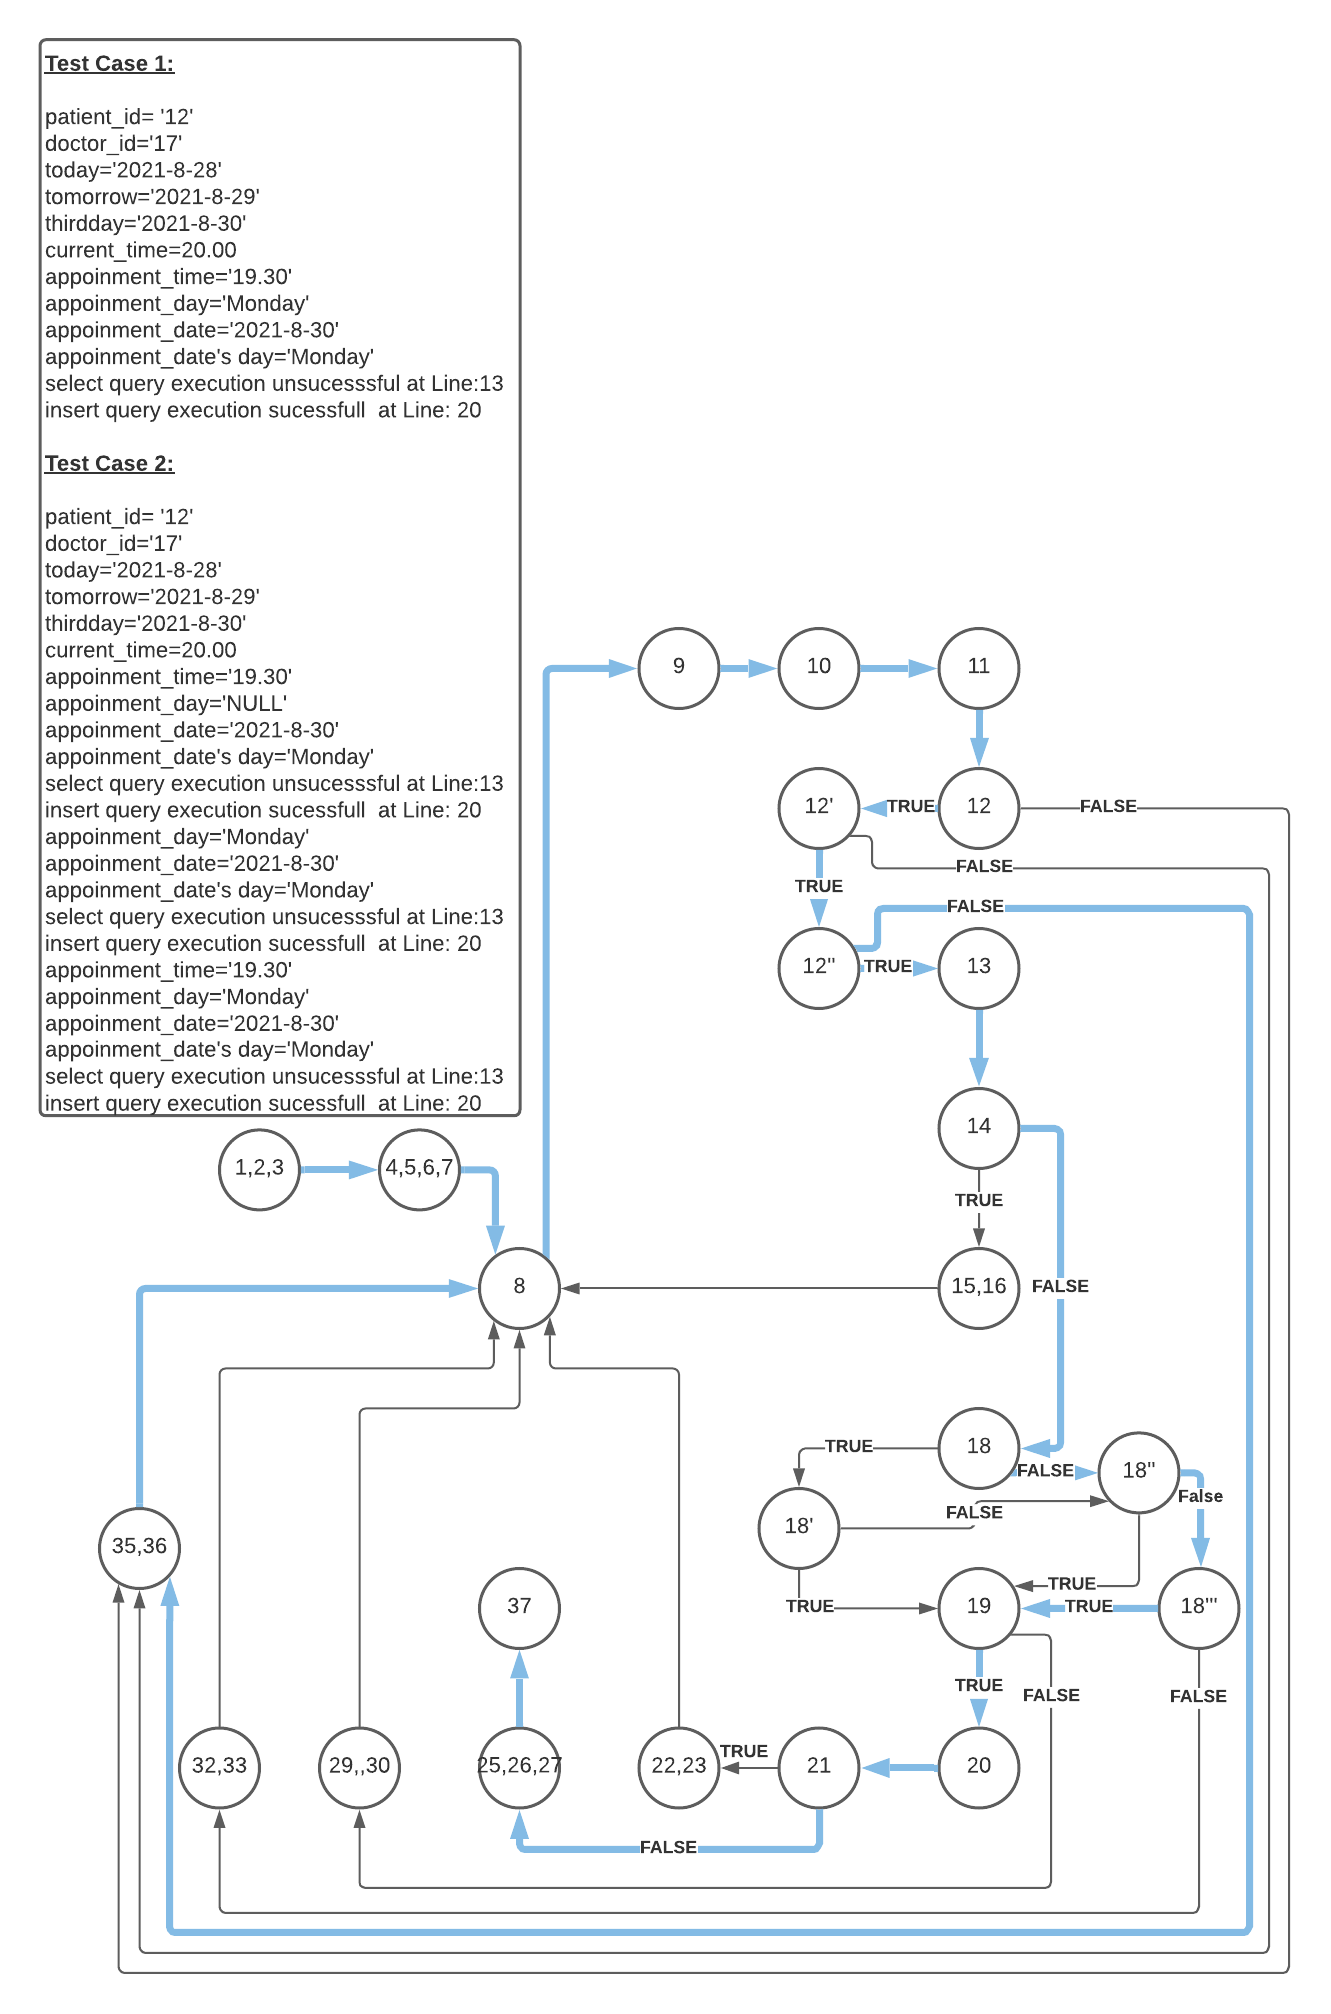 Test Case 1:
patient_id= '12'
doctor_id='17'
today='2021-8-28'
tomorrow='2021-8-29'
thirdday='2021-8-30'
current_time=20.00
appoinment_time='19.30'
appoinment_day='Monday'
appoinment_date='2021-8-30'
appoinment_date's day='Monday'
select query execution unsucesssful at Line:13
insert query execution sucessfull  at Line: 20
Test Case 2:
patient_id= '12'
doctor_id='17'
today='2021-8-28'
tomorrow='2021-8-29'
thirdday='2021-8-30'
current_time=20.00
appoinment_time='19.30'
appoinment_day='NULL'
appoinment_date='2021-8-30'
appoinment_date's day='Monday'
select query execution unsucesssful at Line:13
insert query execution sucessfull  at Line: 20
appoinment_day='Monday'
appoinment_date='2021-8-30'
appoinment_date's day='Monday'
select query execution unsucesssful at Line:13
insert query execution sucessfull  at Line: 20
appoinment_time='19.30'
appoinment_day='Monday'
appoinment_date='2021-8-30'
appoinment_date's day='Monday'
select query execution unsucesssful at Line:13
insert query execution sucessfull  at Line: 20
9
10
11
12'
TRUE
12
FALSE
FALSE
TRUE
FALSE
12''
TRUE
13
14
1,2,3
4,5,6,7
TRUE
8
15,16
FALSE
TRUE
18
FALSE
18''
False
FALSE
18'
35,36
37
TRUE
19
TRUE
TRUE
18'''
TRUE
FALSE
FALSE
32,33
29,,30
25,26,27
22,23
TRUE
21
20
FALSE